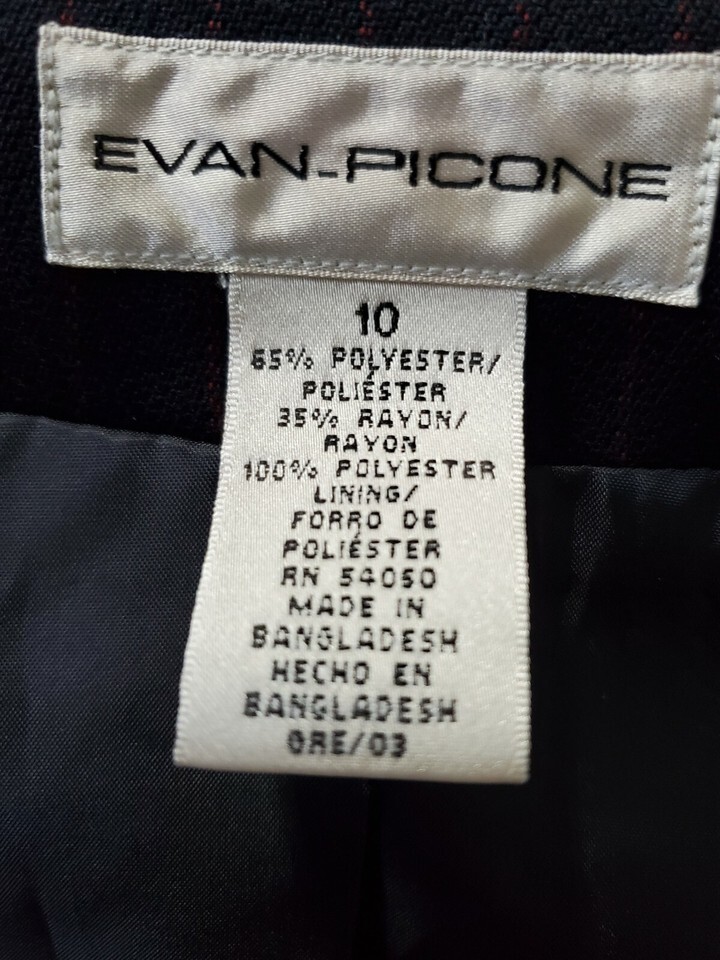 EVAN-PICONE
10
65% POLYESTER/
POLIÉSTER
35% RAYON/
RAYON
100% POLYESTER
LINING/
FORRO DE
POLIÉSTER
RN 54050
MADE IN
BANGLADESH
HECHO EN
BANGLADESH
GRE/03